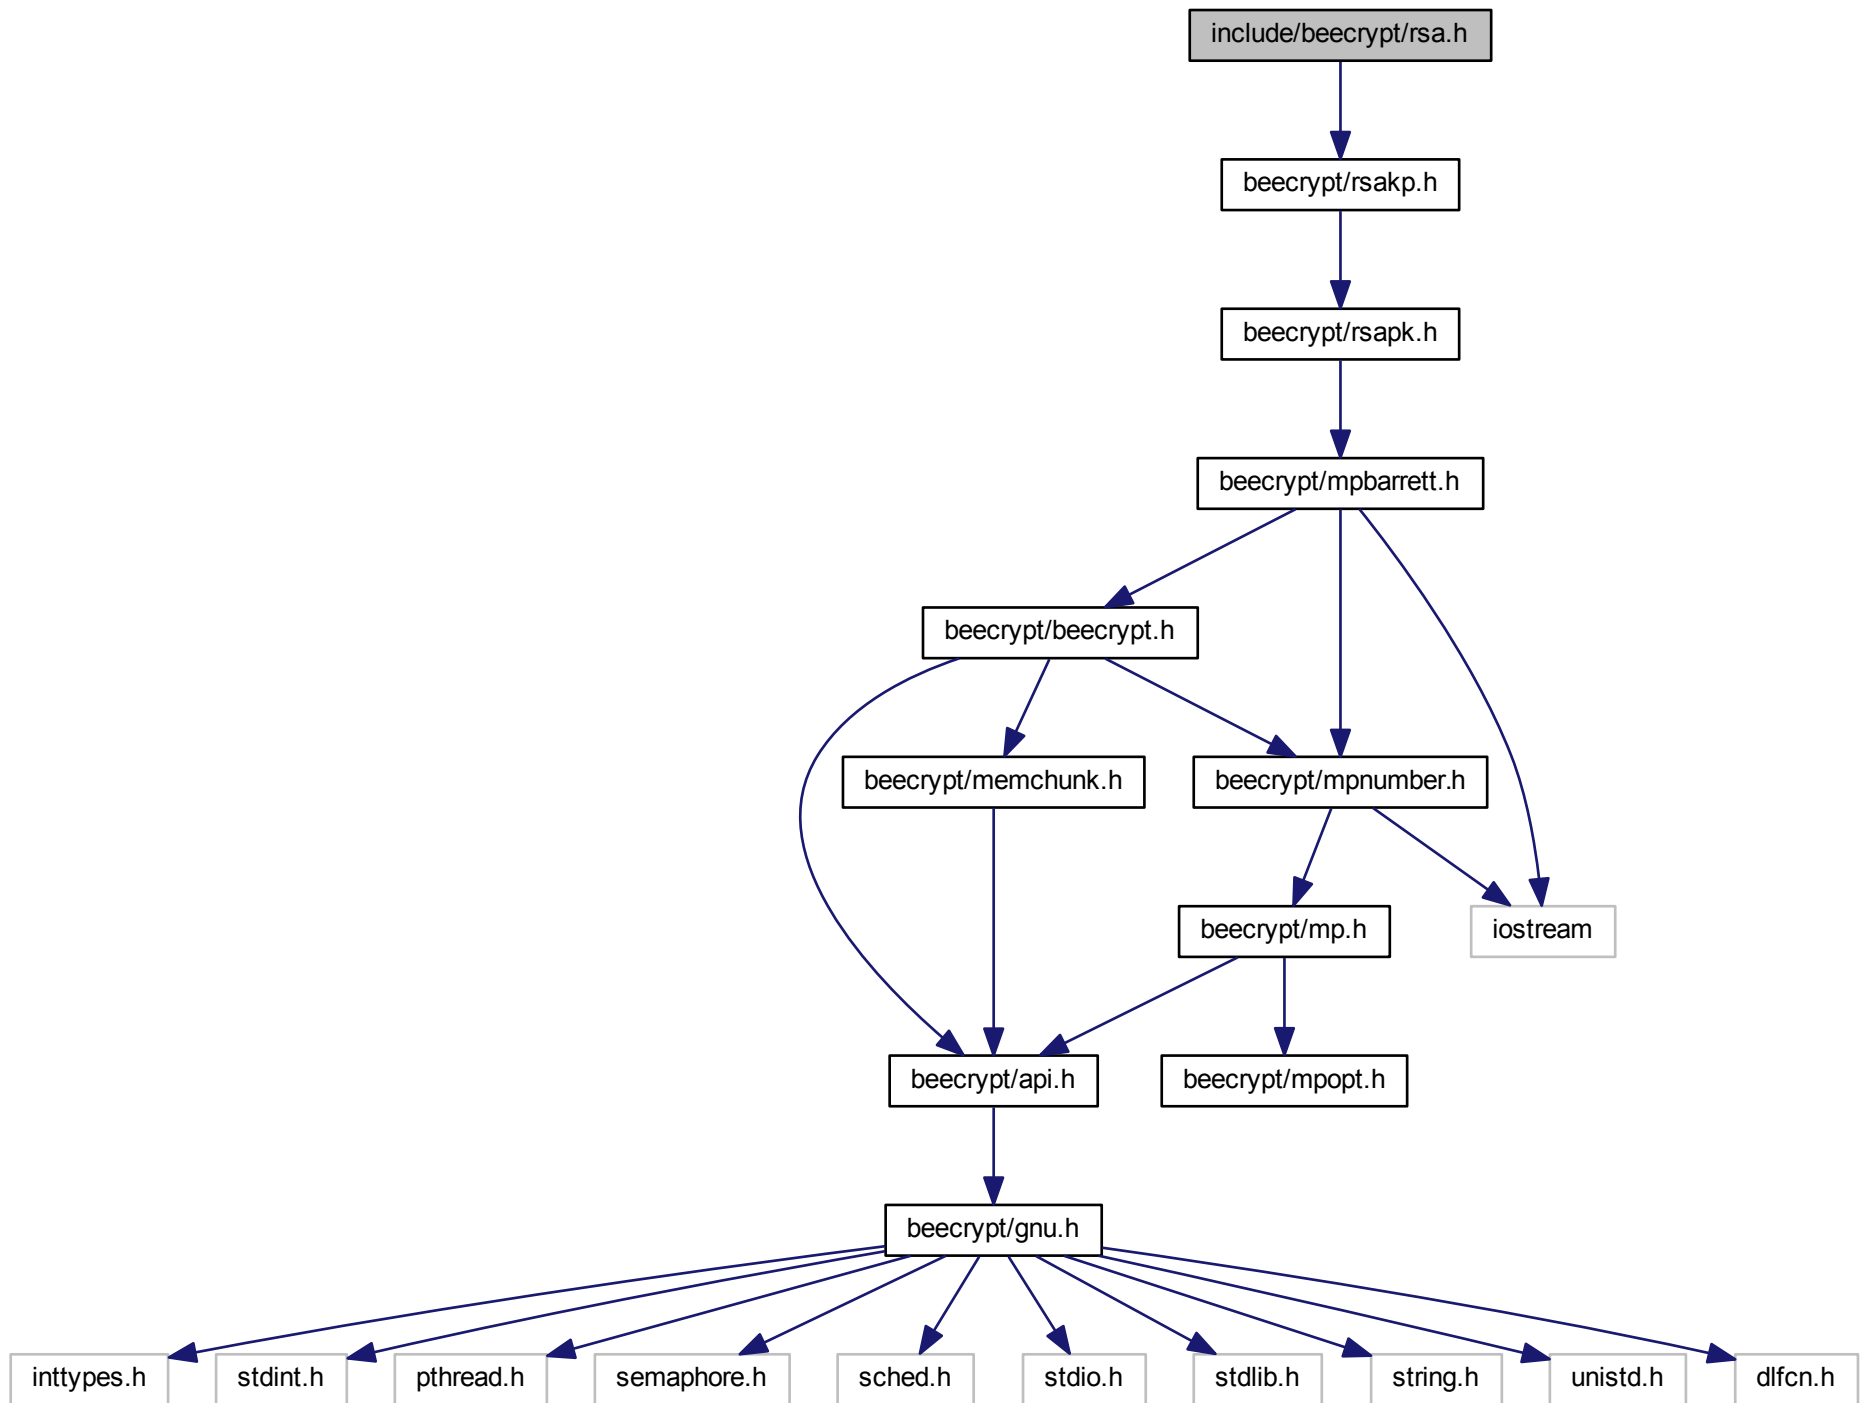 include/beecrypt/rsa.h
beecrypt/rsakp.h
beecrypt/rsapk.h
beecrypt/mpbarrett.h
beecrypt/beecrypt.h
beecrypt/memchunk.h
beecrypt/mpnumber.h
beecrypt/mp.h
iostream
beecrypt/api.h
beecrypt/mpopt.h
beecrypt/gnu.h
inttypes.h
stdint.h
pthread.h
semaphore.h
sched.h
stdio.h
stdlib.h
string.h
unistd.h
dlfcn.h